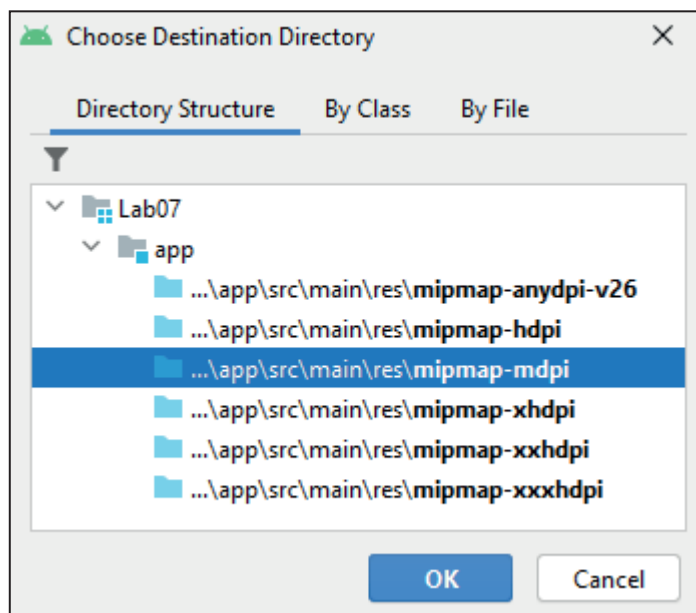 Choose Destination Directory
Directory Structure By Class By File
Lab07
app
...\app\src\main\res\mipmap-anydpi-v26
...\app\src\main\res\mipmap-hdpi
...\app\src\main\res\mipmap-mdpi
...\app\src\main\res\mipmap-xhdpi
...\app\src\main\res\mipmap-xxhdpi
...\app\src\main\res\mipmap-xxxhdpi
OK Cancel